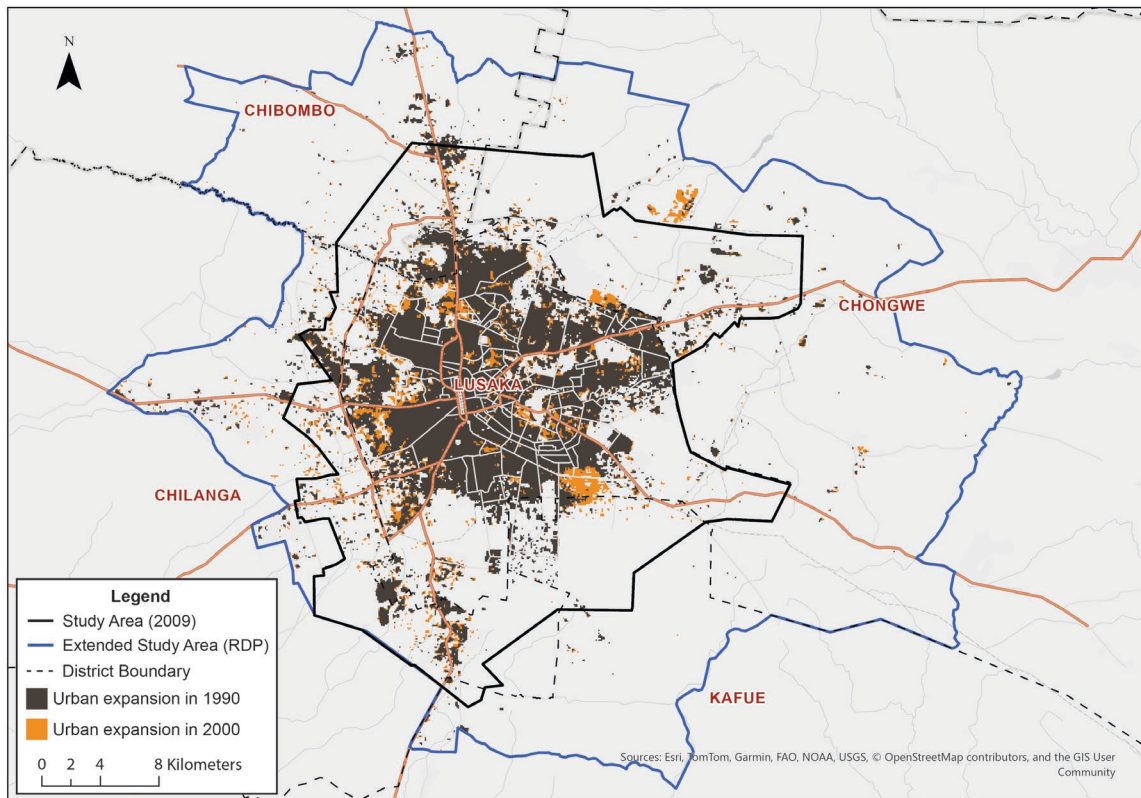 N
CHIBOMBO
CHONGWE
LUSAKA
CHILANGA
KAFUE
Legend
Study Area (2009)
Extended Study Area (RDP)
District Boundary
Urban expansion in 1990
Urban expansion in 2000
0 2 4 8 Kilometers
Sources: Esri, TomTom, Garmin, FAO, NOAA, USGS, © OpenStreetMap contributors, and the GIS User
Community